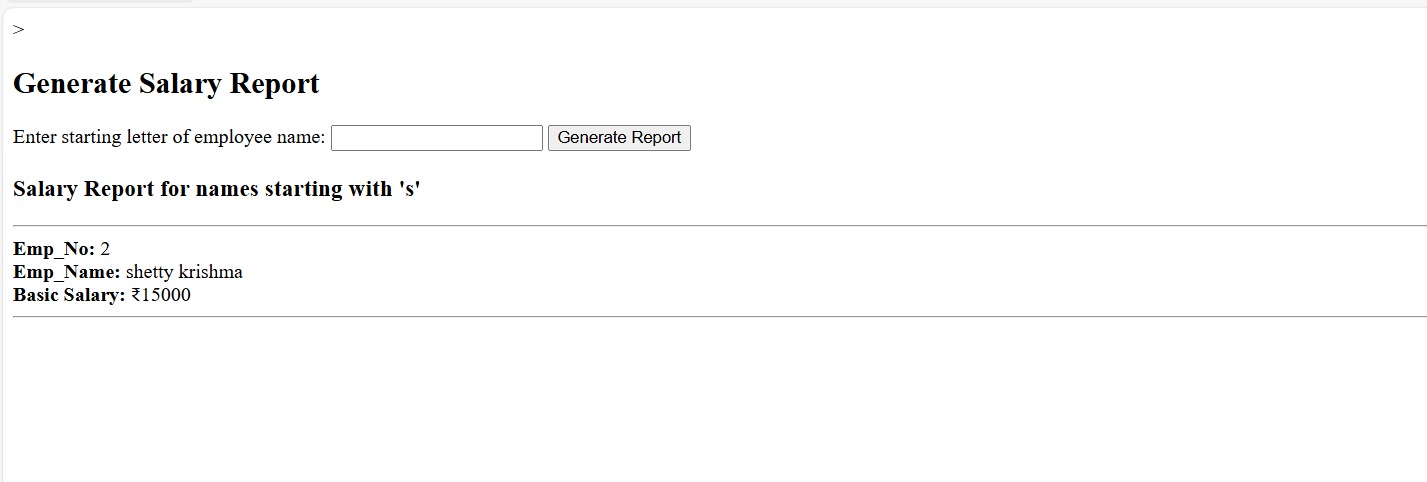 >
Generate Salary Report
Enter starting letter of employee name: Generate Report
Salary Report for names starting with 's'
Emp_No: 2
Emp_Name: shetty krishma
Basic Salary: ₹15000